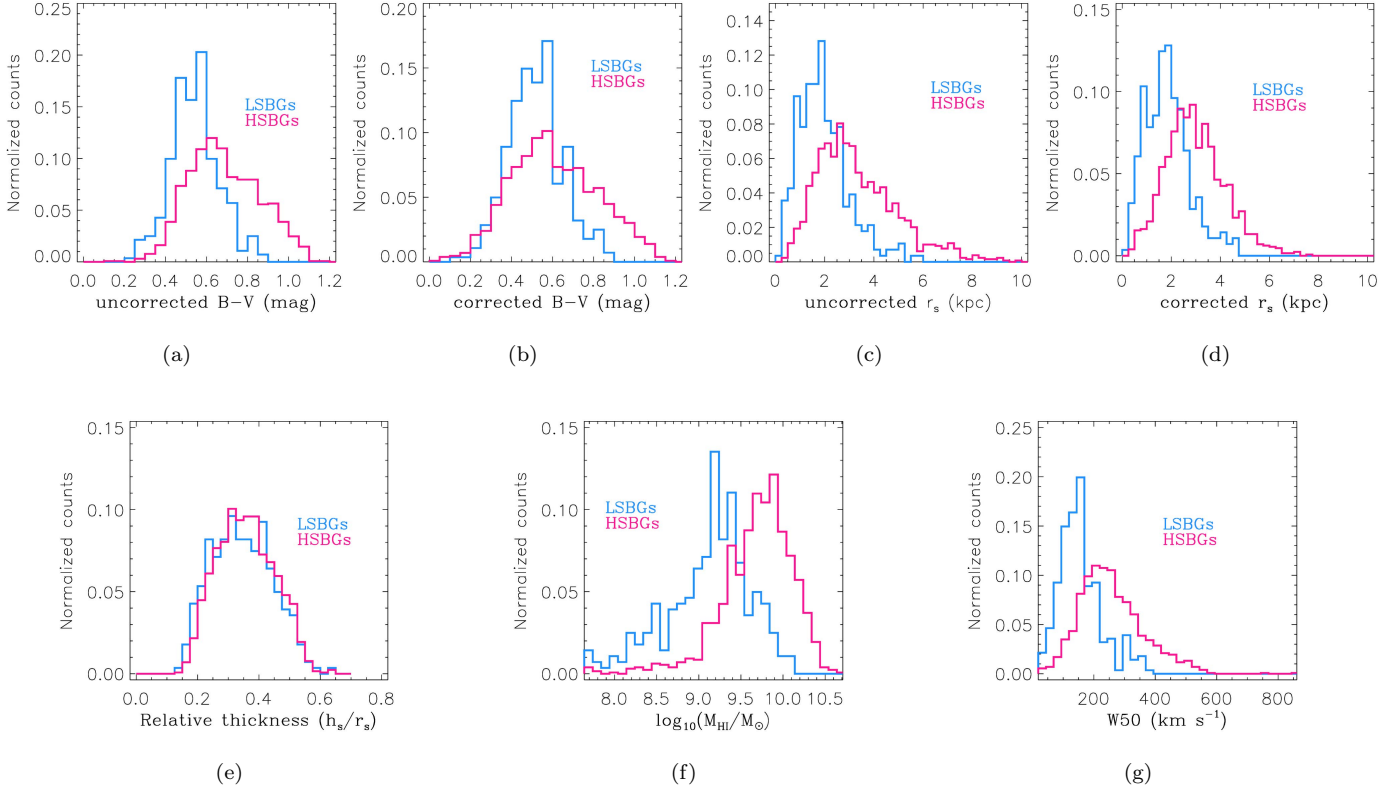 Normalized counts
0.25
0.20
0.15
0.10
0.05
0.00
LSBGs
HSBGs
0.0 0.2 0.4 0.6 0.8 1.0 1.2
uncorrected B−V (mag)
(a)
Normalized counts
0.20
0.15
0.10
0.05
0.00
LSBGs
HSBGs
0.0 0.2 0.4 0.6 0.8 1.0 1.2
corrected B−V (mag)
(b)
Normalized counts
0.14
0.12
0.10
0.08
0.06
0.04
0.02
0.00
LSBGs
HSBGs
0 2 4 6 8 10
uncorrected rₛ (kpc)
(c)
Normalized counts
0.15
0.10
0.05
0.00
LSBGs
HSBGs
0 2 4 6 8 10
corrected rₛ (kpc)
(d)
Normalized counts
0.15
0.10
0.05
0.00
LSBGs
HSBGs
0.0 0.2 0.4 0.6 0.8
Relative thickness (hₛ/rₛ)
(e)
Normalized counts
0.15
0.10
0.05
0.00
LSBGs
HSBGs
8.0 8.5 9.0 9.5 10.0 10.5
log₁₀(M_HI/M_⊙)
(f)
Normalized counts
0.25
0.20
0.15
0.10
0.05
0.00
LSBGs
HSBGs
200 400 600 800
W50 (km s⁻¹)
(g)